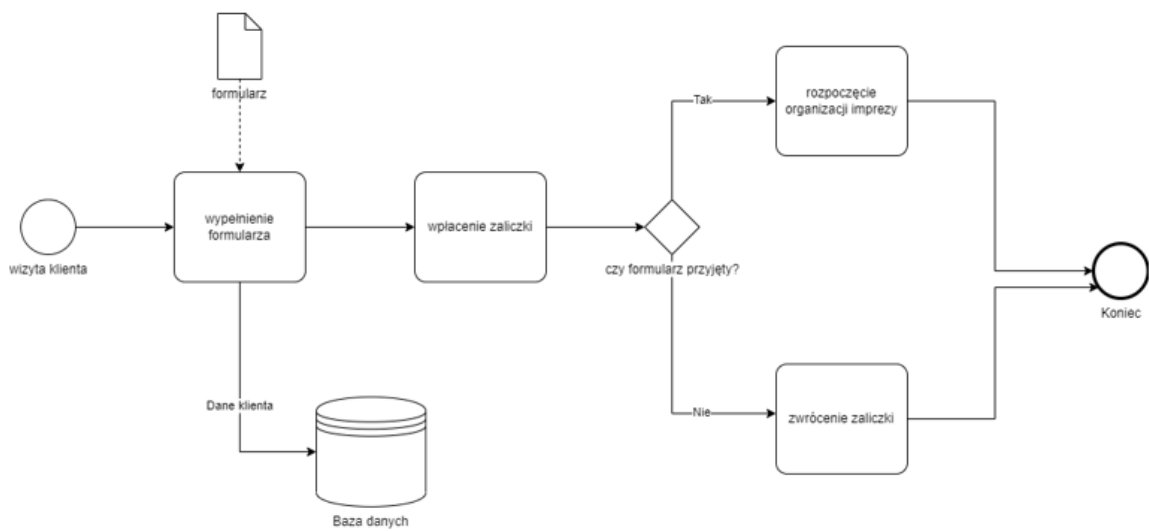 formularz
wizyta klienta
wypełnienie
formularza
wpłacenie zaliczki
czy formularz przyjęty?
Tak
rozpoczęcie
organizacji imprezy
Nie
zwrócenie zaliczki
Koniec
Dane klienta
Baza danych